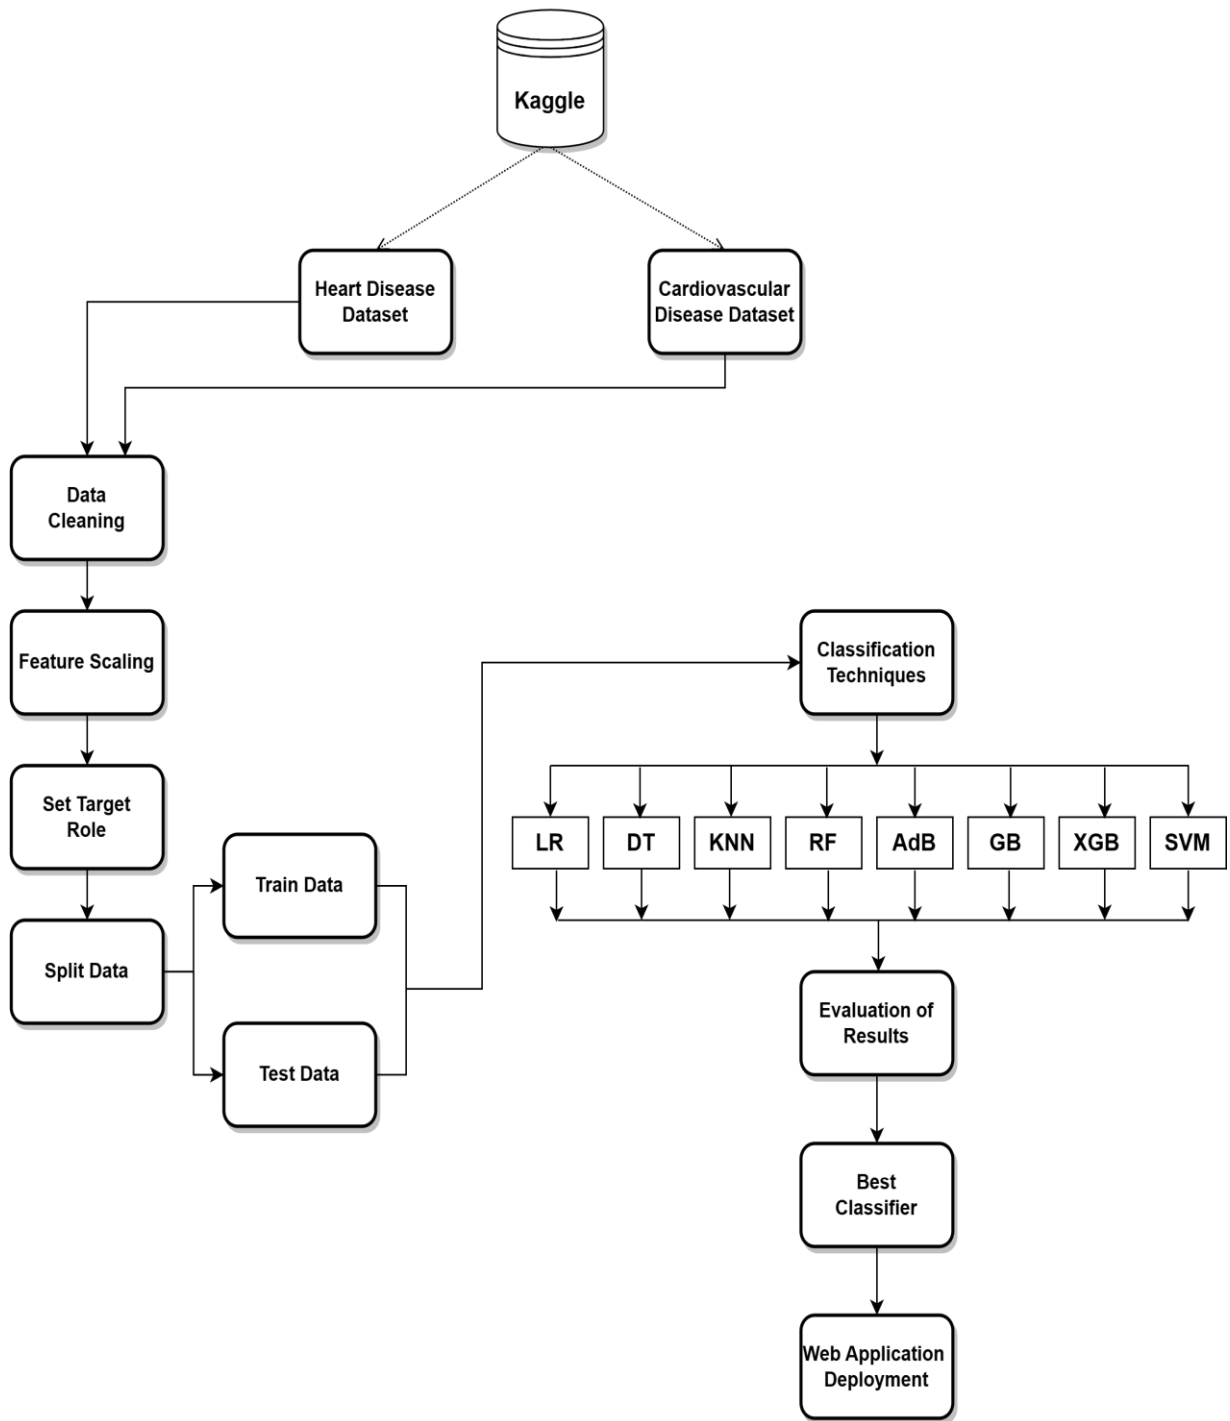 Kaggle
Heart Disease
Dataset
Cardiovascular
Disease Dataset
Data
Cleaning
Feature Scaling
Set Target
Role
Split Data
Train Data
Test Data
Classification
Techniques
LR
DT
KNN
RF
AdB
GB
XGB
SVM
Evaluation of
Results
Best
Classifier
Web Application
Deployment